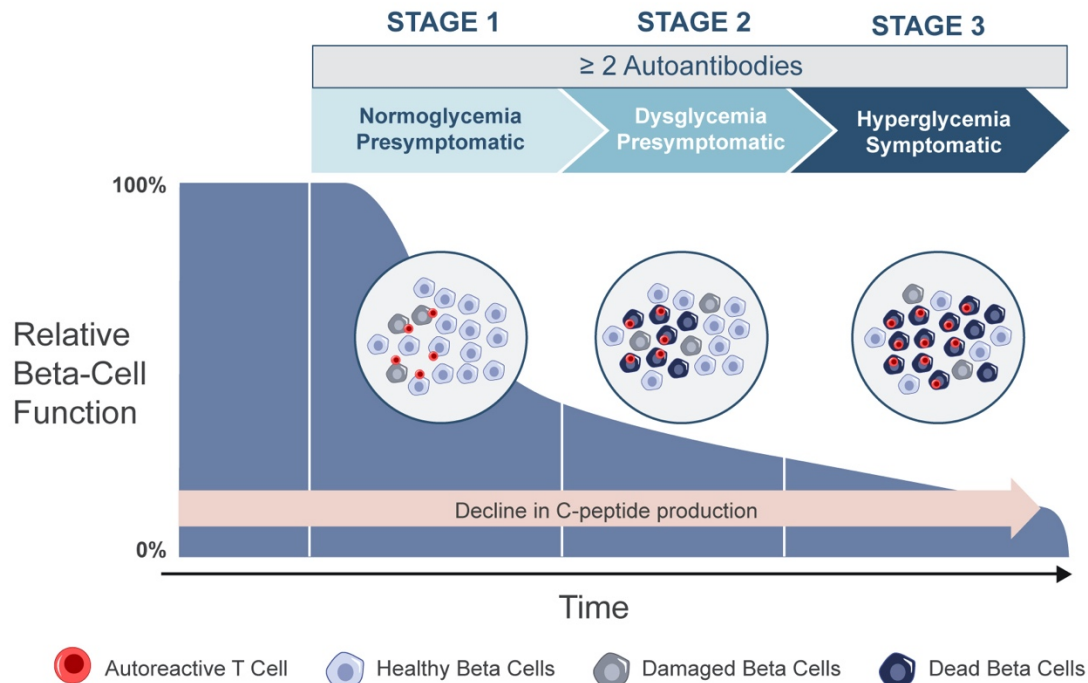 STAGE 1
STAGE 2
STAGE 3
≥ 2 Autoantibodies
Normoglycemia
Presymptomatic
Dysglycemia
Presymptomatic
Hyperglycemia
Symptomatic
100%
Relative
Beta-Cell
Function
Decline in C-peptide production
0%
Time
Autoreactive T Cell
Healthy Beta Cells
Damaged Beta Cells
Dead Beta Cells